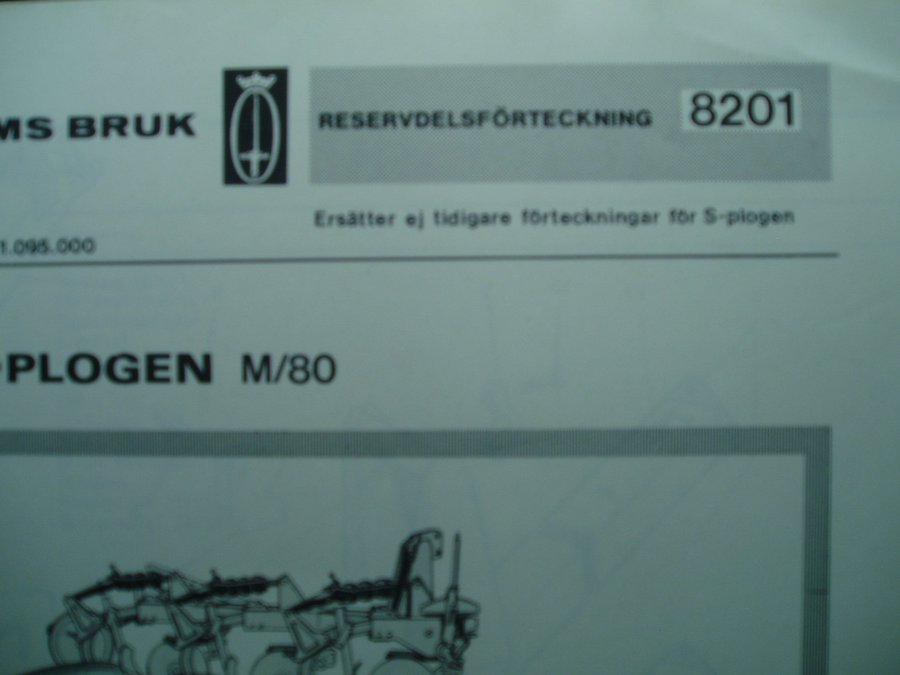 MS BRUK
RESERVDELSFÖRTECKNING 8201
Ersätter ej tidigare förteckningar för S-plogen
1.095.000
-PLOGEN M/80